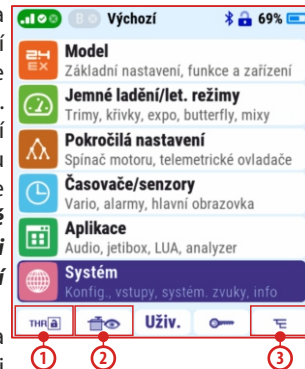 Výchozí 69%
24 EX
Model
Základní nastavení, funkce a zařízení
Jemné ladění/let. režimy
Trimy, křivky, expo, butterfly, mixy
Pokročilá nastavení
Spínač motoru, telemetrické ovladače
Časovače/senzory
Vario, alarmy, hlavní obrazovka
Aplikace
Audio, jetibox, LUA, analyzer
Systém
Konfig., vstupy, systém. zvuky, info
THR a Uživ.
1 2 3